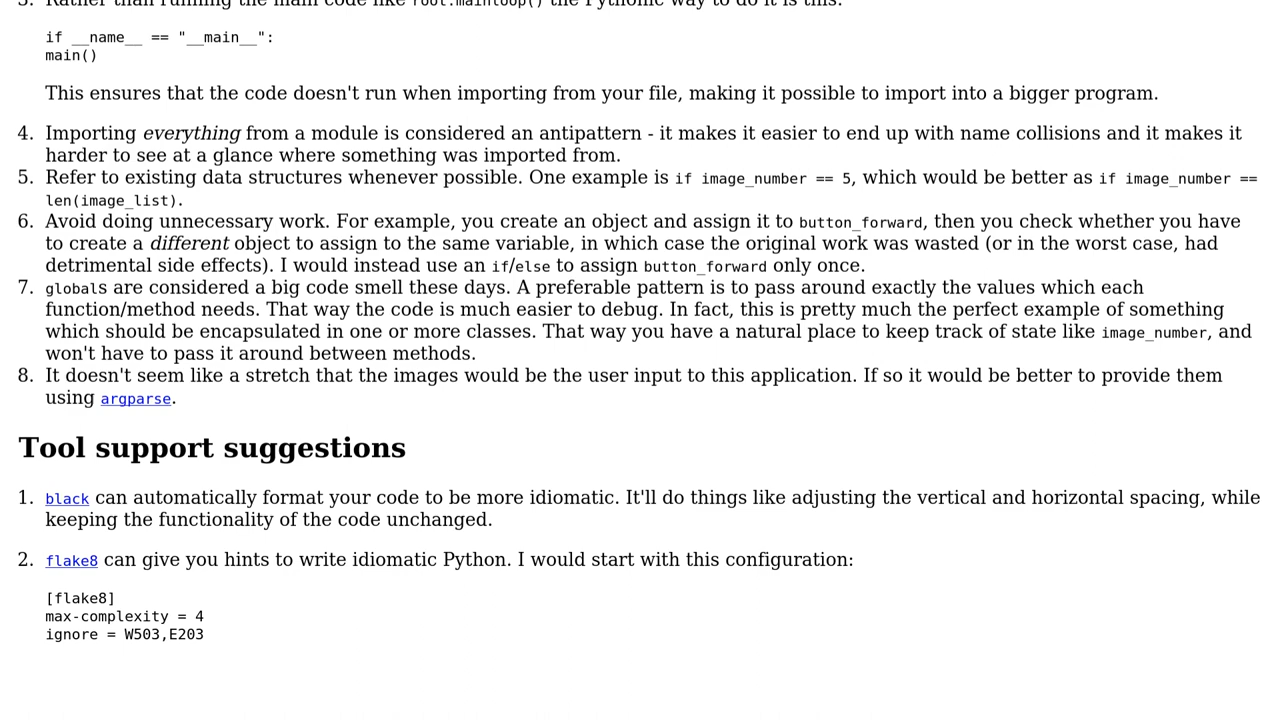 3. Rather than running the main code like root.mainloop() the Pythonic way to do it is this:
if __name__ == "__main__":
main()
This ensures that the code doesn't run when importing from your file, making it possible to import into a bigger program.
4. Importing everything from a module is considered an antipattern - it makes it easier to end up with name collisions and it makes it
harder to see at a glance where something was imported from.
5. Refer to existing data structures whenever possible. One example is if image_number == 5, which would be better as if image_number ==
len(image_list).
6. Avoid doing unnecessary work. For example, you create an object and assign it to button_forward, then you check whether you have
to create a different object to assign to the same variable, in which case the original work was wasted (or in the worst case, had
detrimental side effects). I would instead use an if/else to assign button_forward only once.
7. globals are considered a big code smell these days. A preferable pattern is to pass around exactly the values which each
function/method needs. That way the code is much easier to debug. In fact, this is pretty much the perfect example of something
which should be encapsulated in one or more classes. That way you have a natural place to keep track of state like image_number, and
won't have to pass it around between methods.
8. It doesn't seem like a stretch that the images would be the user input to this application. If so it would be better to provide them
using argparse.
Tool support suggestions
1. black can automatically format your code to be more idiomatic. It'll do things like adjusting the vertical and horizontal spacing, while
keeping the functionality of the code unchanged.
2. flake8 can give you hints to write idiomatic Python. I would start with this configuration:
[flake8]
max-complexity = 4
ignore = W503,E203